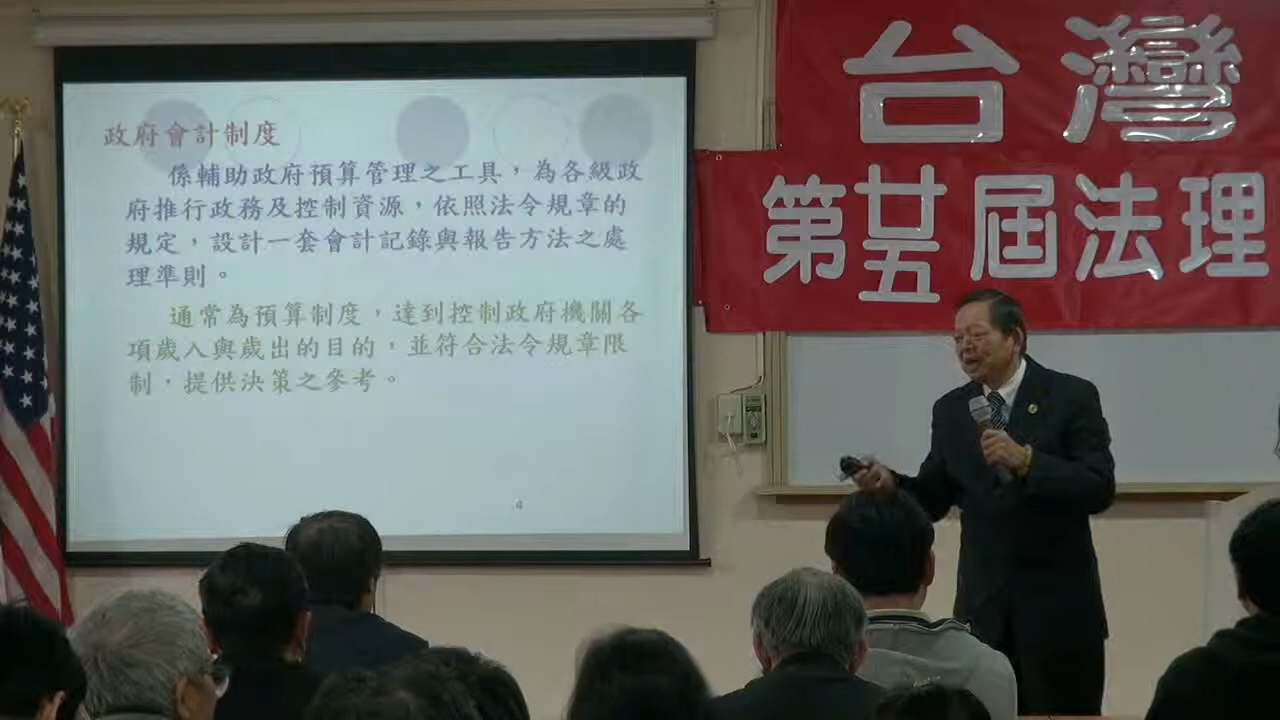 政府會計制度
係輔助政府預算管理之工具，為各級政
府推行政務及控制資源，依照法令規章的
規定，設計一套會計記錄與報告方法之處
理準則。
通常為預算制度，達到控制政府機關各
項歲入與歲出的目的，並符合法令規章限
制，提供決策之參考。
4
台灣
第廿五屆法理